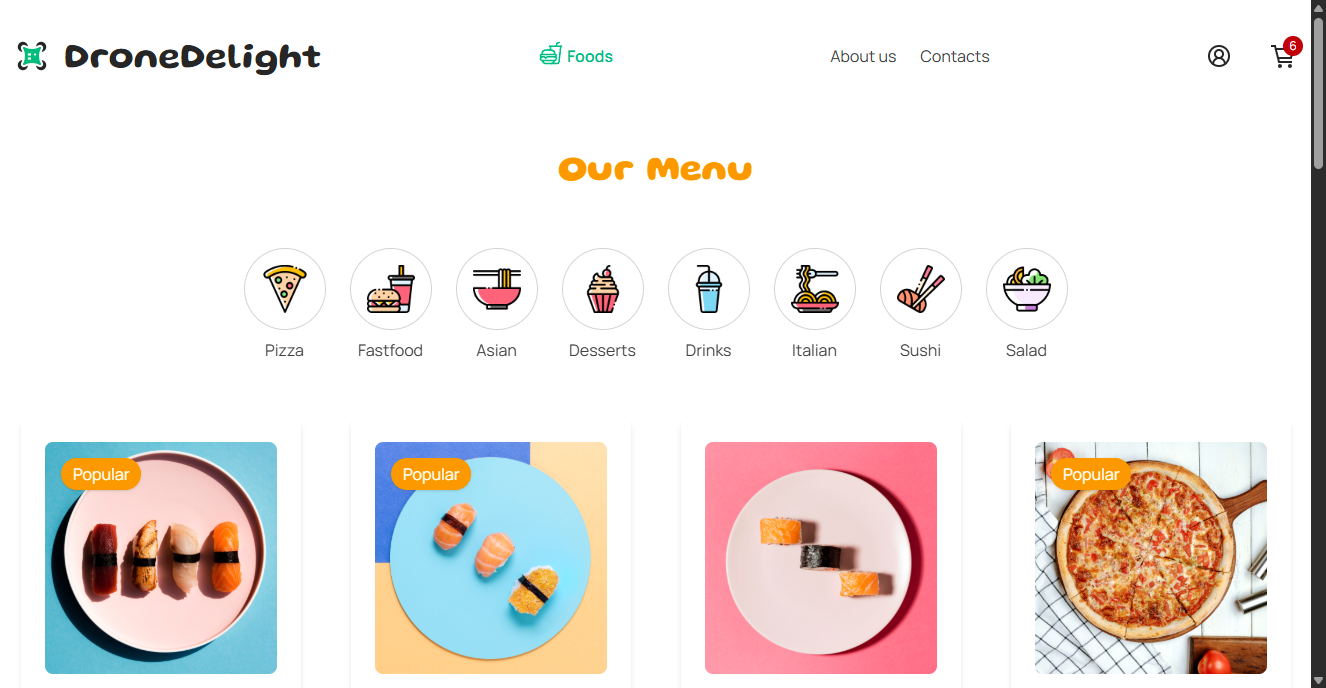 DroneDelight
Foods
About us
Contacts
6
Our Menu
Pizza
Fastfood
Asian
Desserts
Drinks
Italian
Sushi
Salad
Popular
Popular
Popular